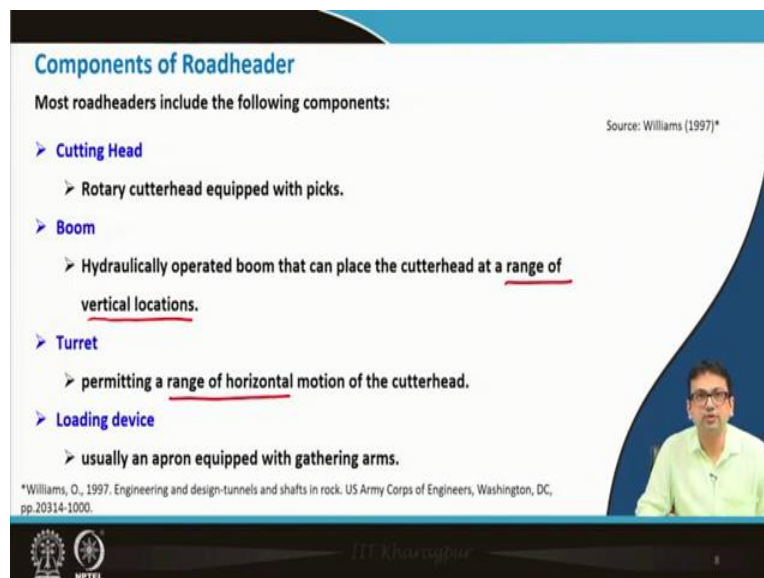 Components of Roadheader
Most roadheaders include the following components:
Source: Williams (1997)*
➢ Cutting Head
➢ Rotary cutterhead equipped with picks.
➢ Boom
➢ Hydraulically operated boom that can place the cutterhead at a range of
vertical locations.
➢ Turret
➢ permitting a range of horizontal motion of the cutterhead.
➢ Loading device
➢ usually an apron equipped with gathering arms.
*Williams, O., 1997. Engineering and design-tunnels and shafts in rock. US Army Corps of Engineers, Washington, DC,
pp.20314-1000.
IIT Kharagpur
NPTEL
8